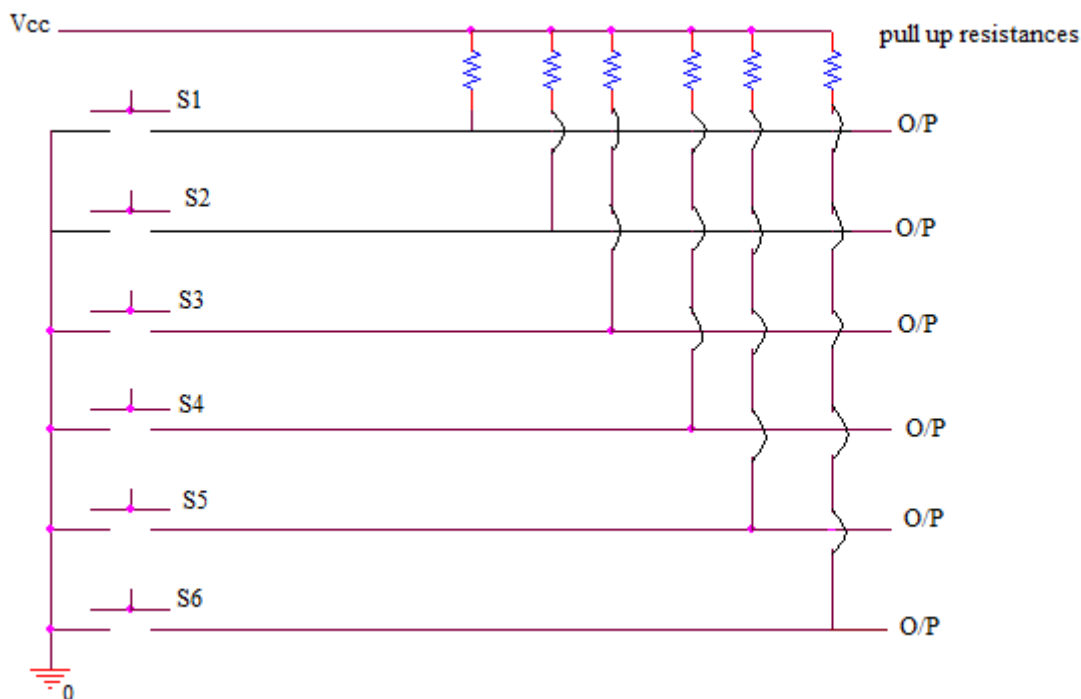 Vcc
pull up resistances
S1
O/P
S2
O/P
S3
O/P
S4
O/P
S5
O/P
S6
O/P
0